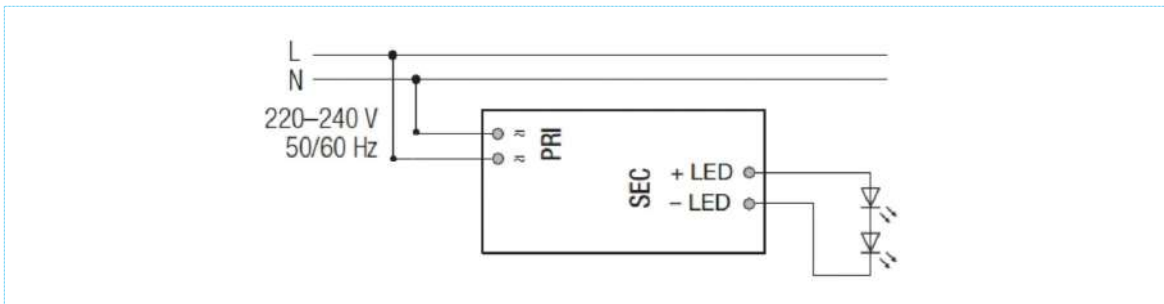 L
N
220–240 V
50/60 Hz
≂
≂
PRI
SEC
+ LED
– LED